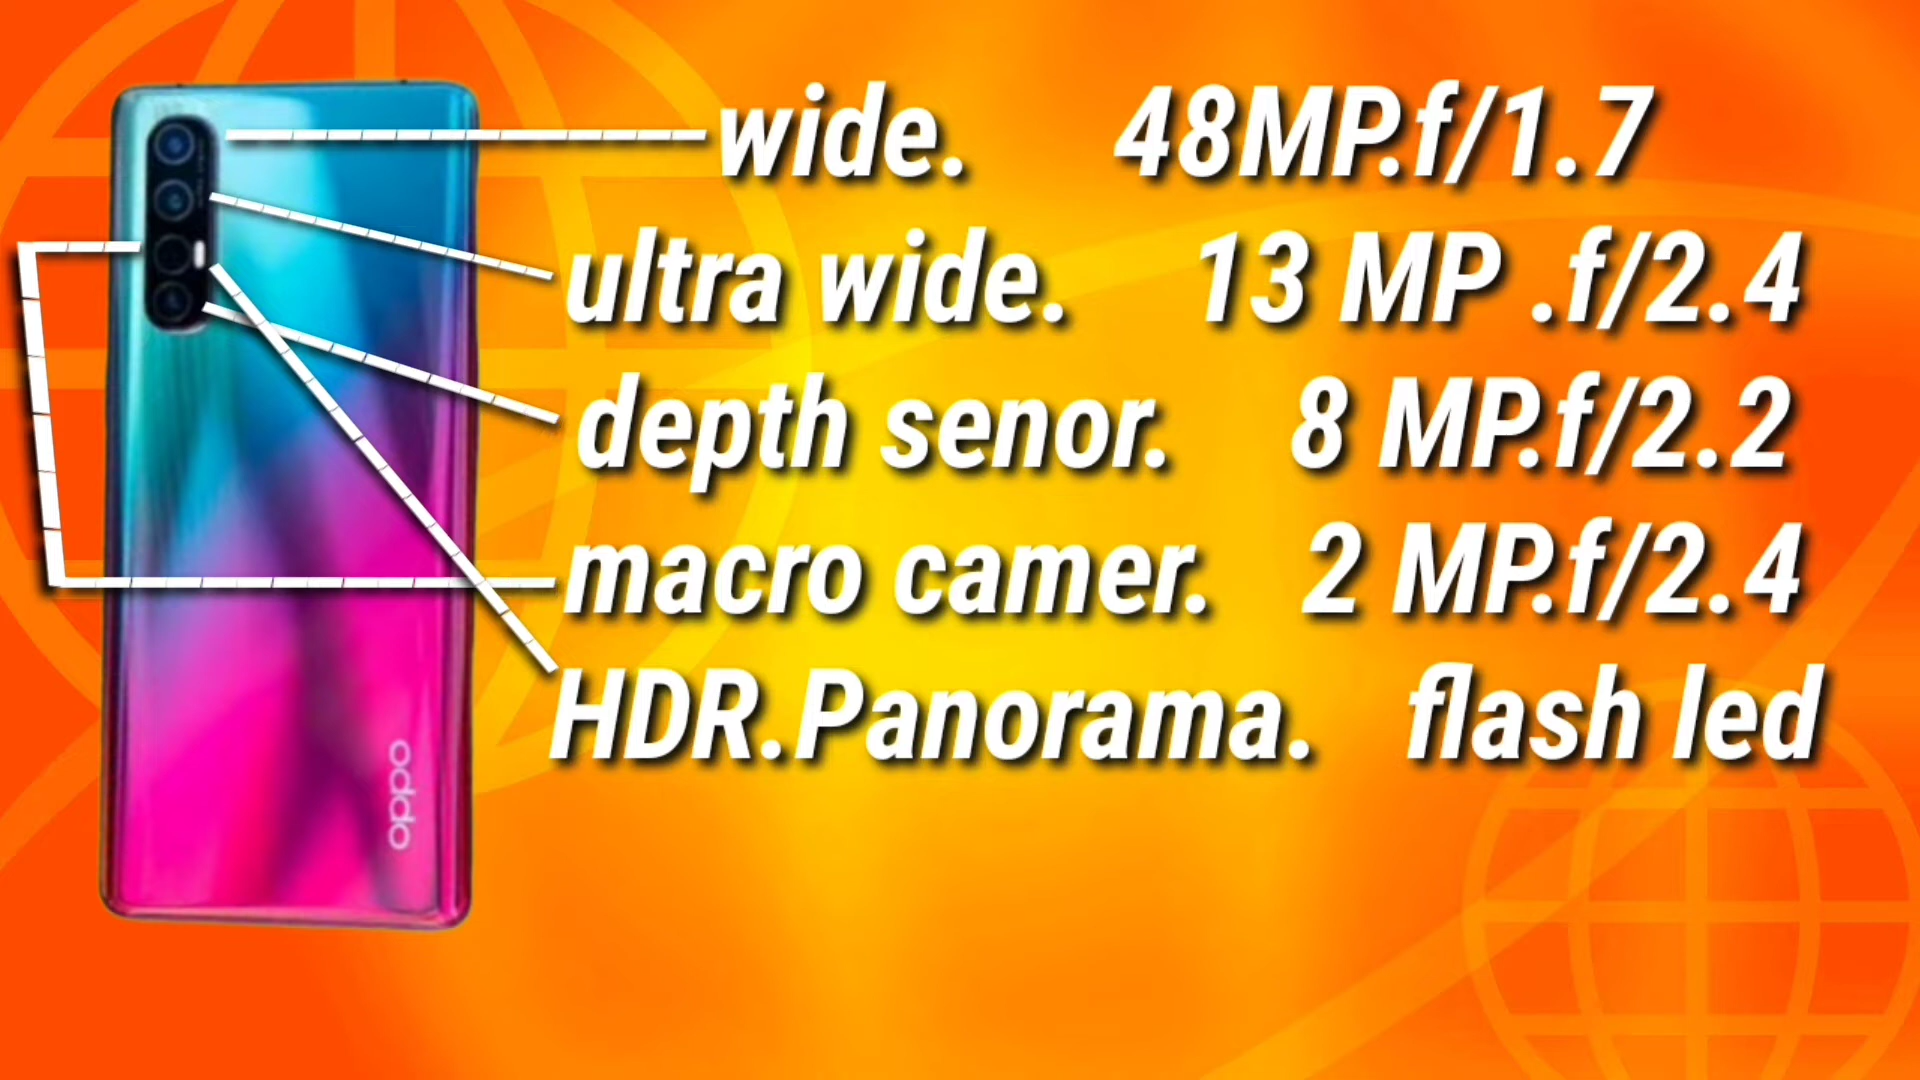 wide. 48MP.f/1.7
ultra wide. 13 MP .f/2.4
depth senor. 8 MP.f/2.2
macro camer. 2 MP.f/2.4
HDR.Panorama. flash led
oppo